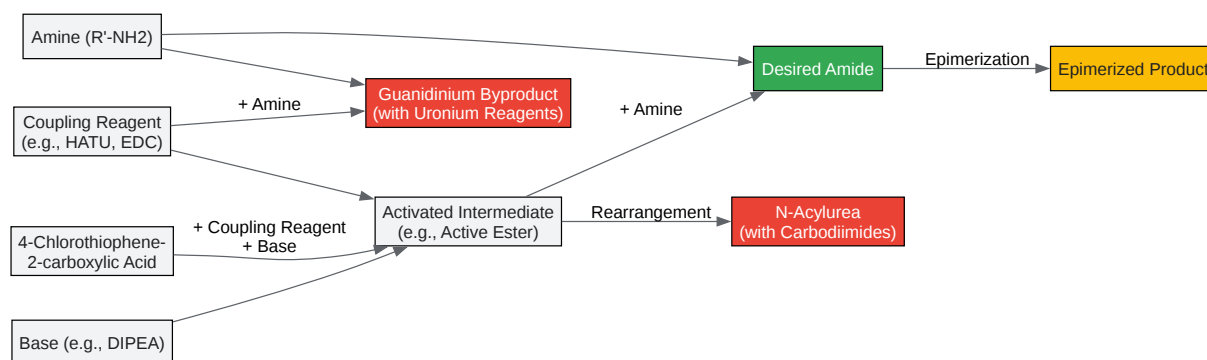 Amine (R'-NH2)
Desired Amide
Epimerization
Epimerized Product
+ Amine
Guanidinium Byproduct
(with Uronium Reagents)
+ Amine
Coupling Reagent
(e.g., HATU, EDC)
Activated Intermediate
(e.g., Active Ester)
Rearrangement
N-Acylurea
(with Carbodiimides)
+ Coupling Reagent
+ Base
4-Chlorothiophene-
2-carboxylic Acid
Base (e.g., DIPEA)